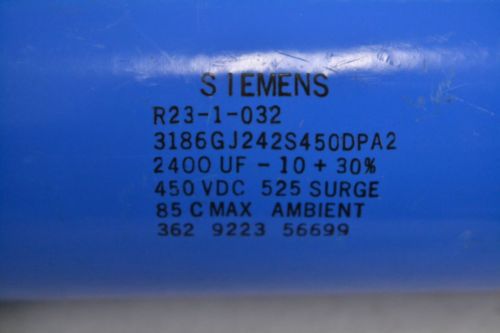 SIEMENS
R23-1-032
3186GJ242S450DPA2
2400 UF -10 + 30%
450 VDC 525 SURGE
85 C MAX AMBIENT
362 9223 56699